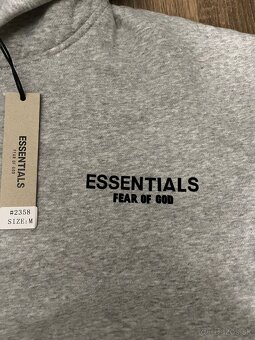 ESSENTIALS
FEAR OF GOD
#2358
SIZE:M
ESSENTIALS
FEAR OF GOD